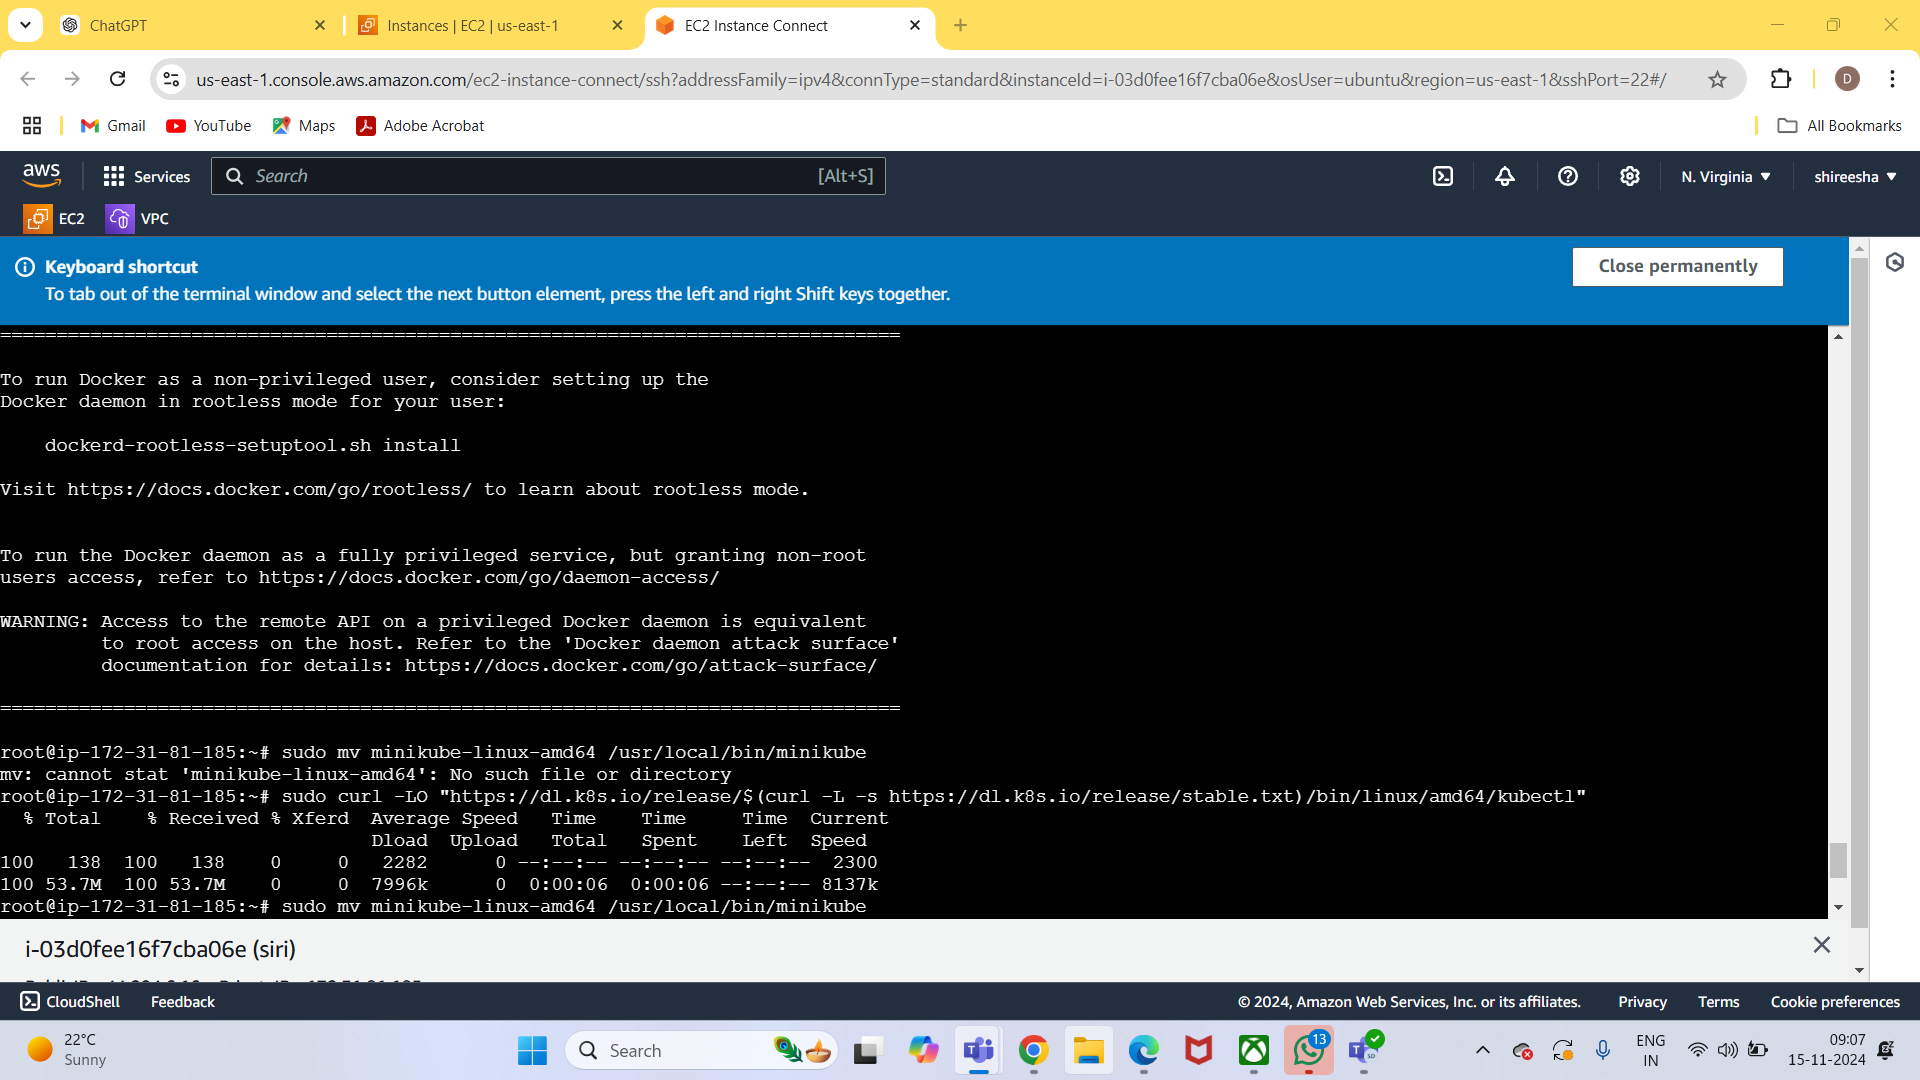 ChatGPT
Instances | EC2 | us-east-1
EC2 Instance Connect
us-east-1.console.aws.amazon.com/ec2-instance-connect/ssh?addressFamily=ipv4&connType=standard&instanceId=i-03d0fee16f7cba06e&osUser=ubuntu&region=us-east-1&sshPort=22#/
D
Gmail
YouTube
Maps
Adobe Acrobat
All Bookmarks
aws
Services
Search
[Alt+S]
N. Virginia
shireesha
EC2
VPC
Keyboard shortcut
Close permanently
To tab out of the terminal window and select the next button element, press the left and right Shift keys together.
================================================================================
To run Docker as a non-privileged user, consider setting up the
Docker daemon in rootless mode for your user:
dockerd-rootless-setuptool.sh install
Visit https://docs.docker.com/go/rootless/ to learn about rootless mode.
To run the Docker daemon as a fully privileged service, but granting non-root
users access, refer to https://docs.docker.com/go/daemon-access/
WARNING: Access to the remote API on a privileged Docker daemon is equivalent
to root access on the host. Refer to the 'Docker daemon attack surface'
documentation for details: https://docs.docker.com/go/attack-surface/
================================================================================
root@ip-172-31-81-185:~# sudo mv minikube-linux-amd64 /usr/local/bin/minikube
mv: cannot stat 'minikube-linux-amd64': No such file or directory
root@ip-172-31-81-185:~# sudo curl -LO "https://dl.k8s.io/release/$(curl -L -s https://dl.k8s.io/release/stable.txt)/bin/linux/amd64/kubectl"
% Total % Received % Xferd Average Speed Time Time Time Current
Dload Upload Total Spent Left Speed
100 138 100 138 0 0 2282 0 --:--:-- --:--:-- --:--:-- 2300
100 53.7M 100 53.7M 0 0 7996k 0 0:00:06 0:00:06 --:--:-- 8137k
root@ip-172-31-81-185:~# sudo mv minikube-linux-amd64 /usr/local/bin/minikube
i-03d0fee16f7cba06e (siri)
CloudShell
Feedback
© 2024, Amazon Web Services, Inc. or its affiliates.
Privacy
Terms
Cookie preferences
22°C
Sunny
Search
13
ENG
IN
09:07
15-11-2024